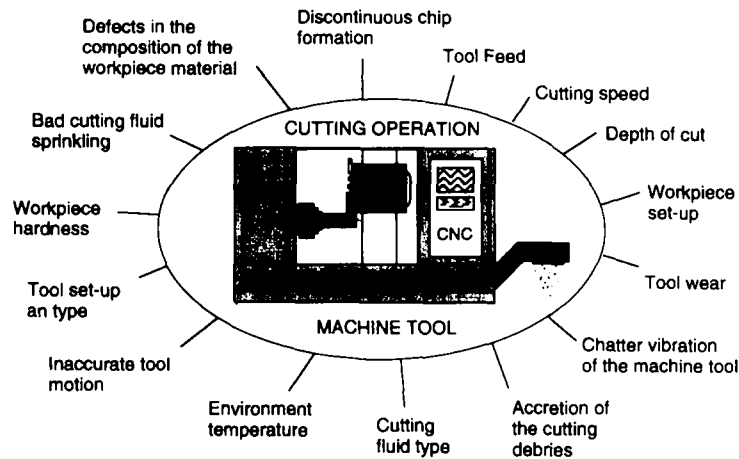 Defects in the
composition of the
workpiece material
Discontinuous chip
formation
Tool Feed
Cutting speed
Depth of cut
Workpiece
set-up
Tool wear
Chatter vibration
of the machine tool
Accretion of
the cutting
debries
Cutting
fluid type
Environment
temperature
Inaccurate tool
motion
Tool set-up
an type
Workpiece
hardness
Bad cutting fluid
sprinkling
CUTTING OPERATION
CNC
MACHINE TOOL